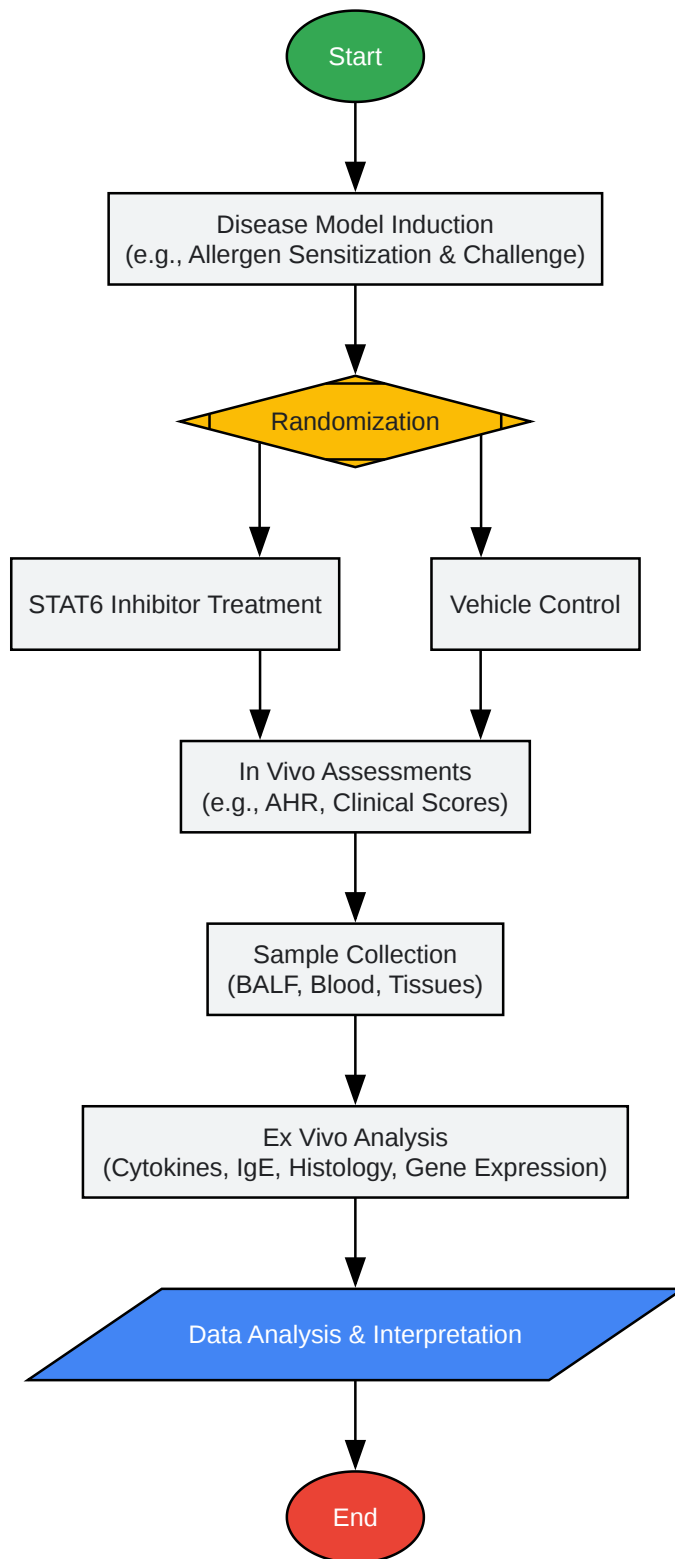 Start
Disease Model Induction
(e.g., Allergen Sensitization & Challenge)
Randomization
STAT6 Inhibitor Treatment
Vehicle Control
In Vivo Assessments
(e.g., AHR, Clinical Scores)
Sample Collection
(BALF, Blood, Tissues)
Ex Vivo Analysis
(Cytokines, IgE, Histology, Gene Expression)
Data Analysis & Interpretation
End